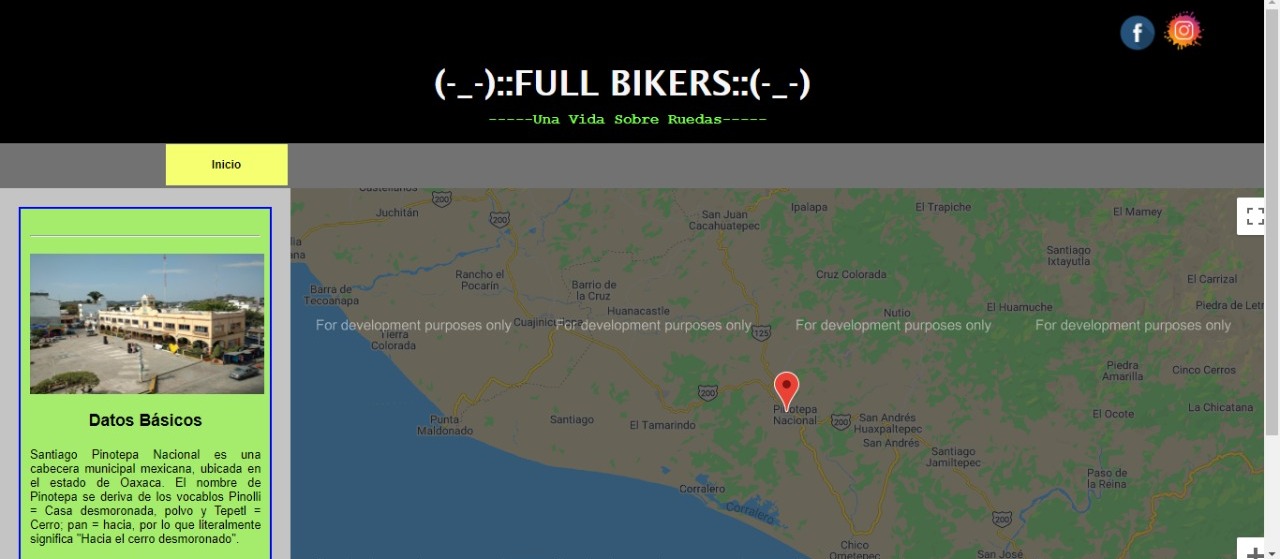 f
(-_-)::FULL BIKERS::(-_-)
-----Una Vida Sobre Ruedas-----
Inicio
Datos Básicos
Santiago Pinotepa Nacional es una
cabecera municipal mexicana, ubicada en
el estado de Oaxaca. El nombre de
Pinotepa se deriva de los vocablos Pinolli
= Casa desmoronada, polvo y Tepetl =
Cerro; pan = hacia, por lo que literalmente
significa "Hacia el cerro desmoronado".
200
Juchitán
200
San Juan
Cacahuatepec
Ipalapa
El Trapiche
El Mamey
Santiago
Ixtayutla
Barra de
Tecoanapa
Rancho el
Pocarin
Barrio de
la Cruz
Cruz Colorada
El Carrizal
Huanacastle
Nutio
El Huamuche
For development purposes only
For development purposes only
For development purposes only
For development purposes only
Tierra
Colorada
125
Piedra
Amarilla
Cinco Cerros
200
Pinotepa
Nacional
Punta
Maldonado
Santiago
El Tamarindo
200
San Andrés
Huaxpaltepec
San Andrés
El Ocote
La Chicatana
Santiago
Jamiltepec
Paso de
la Reina
Corralero
Corralero
200
Chico
Ometepec
San José